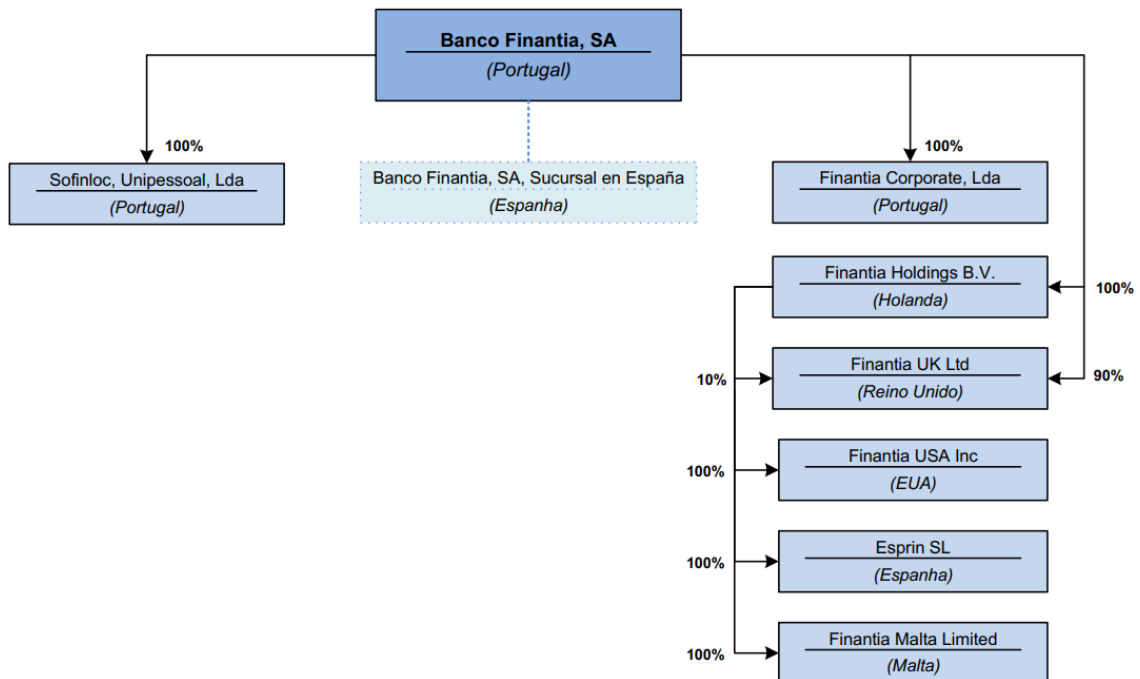 Banco Finantia, SA
(Portugal)
100%
Sofinloc, Unipessoal, Lda
(Portugal)
Banco Finantia, SA, Sucursal en España
(Espanha)
100%
Finantia Corporate, Lda
(Portugal)
Finantia Holdings B.V.
(Holanda)
100%
10%
Finantia UK Ltd
(Reino Unido)
90%
100%
Finantia USA Inc
(EUA)
100%
Esprin SL
(Espanha)
100%
Finantia Malta Limited
(Malta)